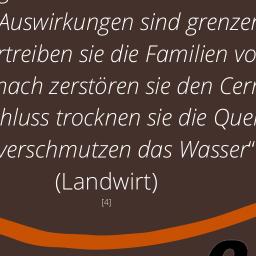 Auswirkungen sind grenzen
rtreiben sie die Familien vo
nach zerstören sie den Cerr
hluss trocknen sie die Quel
verschmutzen das Wasser“
(Landwirt)
[4]